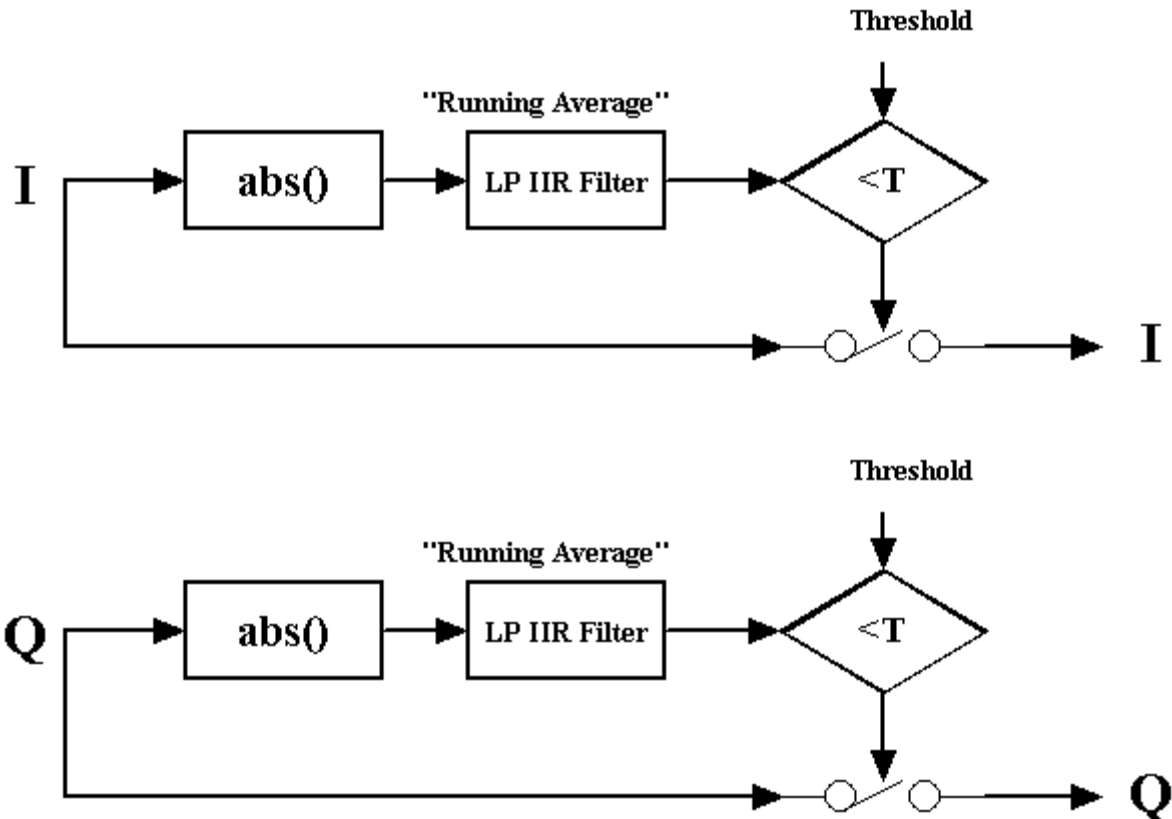 Threshold
"Running Average"
I
abs()
LP IIR Filter
<T
I
Threshold
"Running Average"
Q
abs()
LP IIR Filter
<T
Q